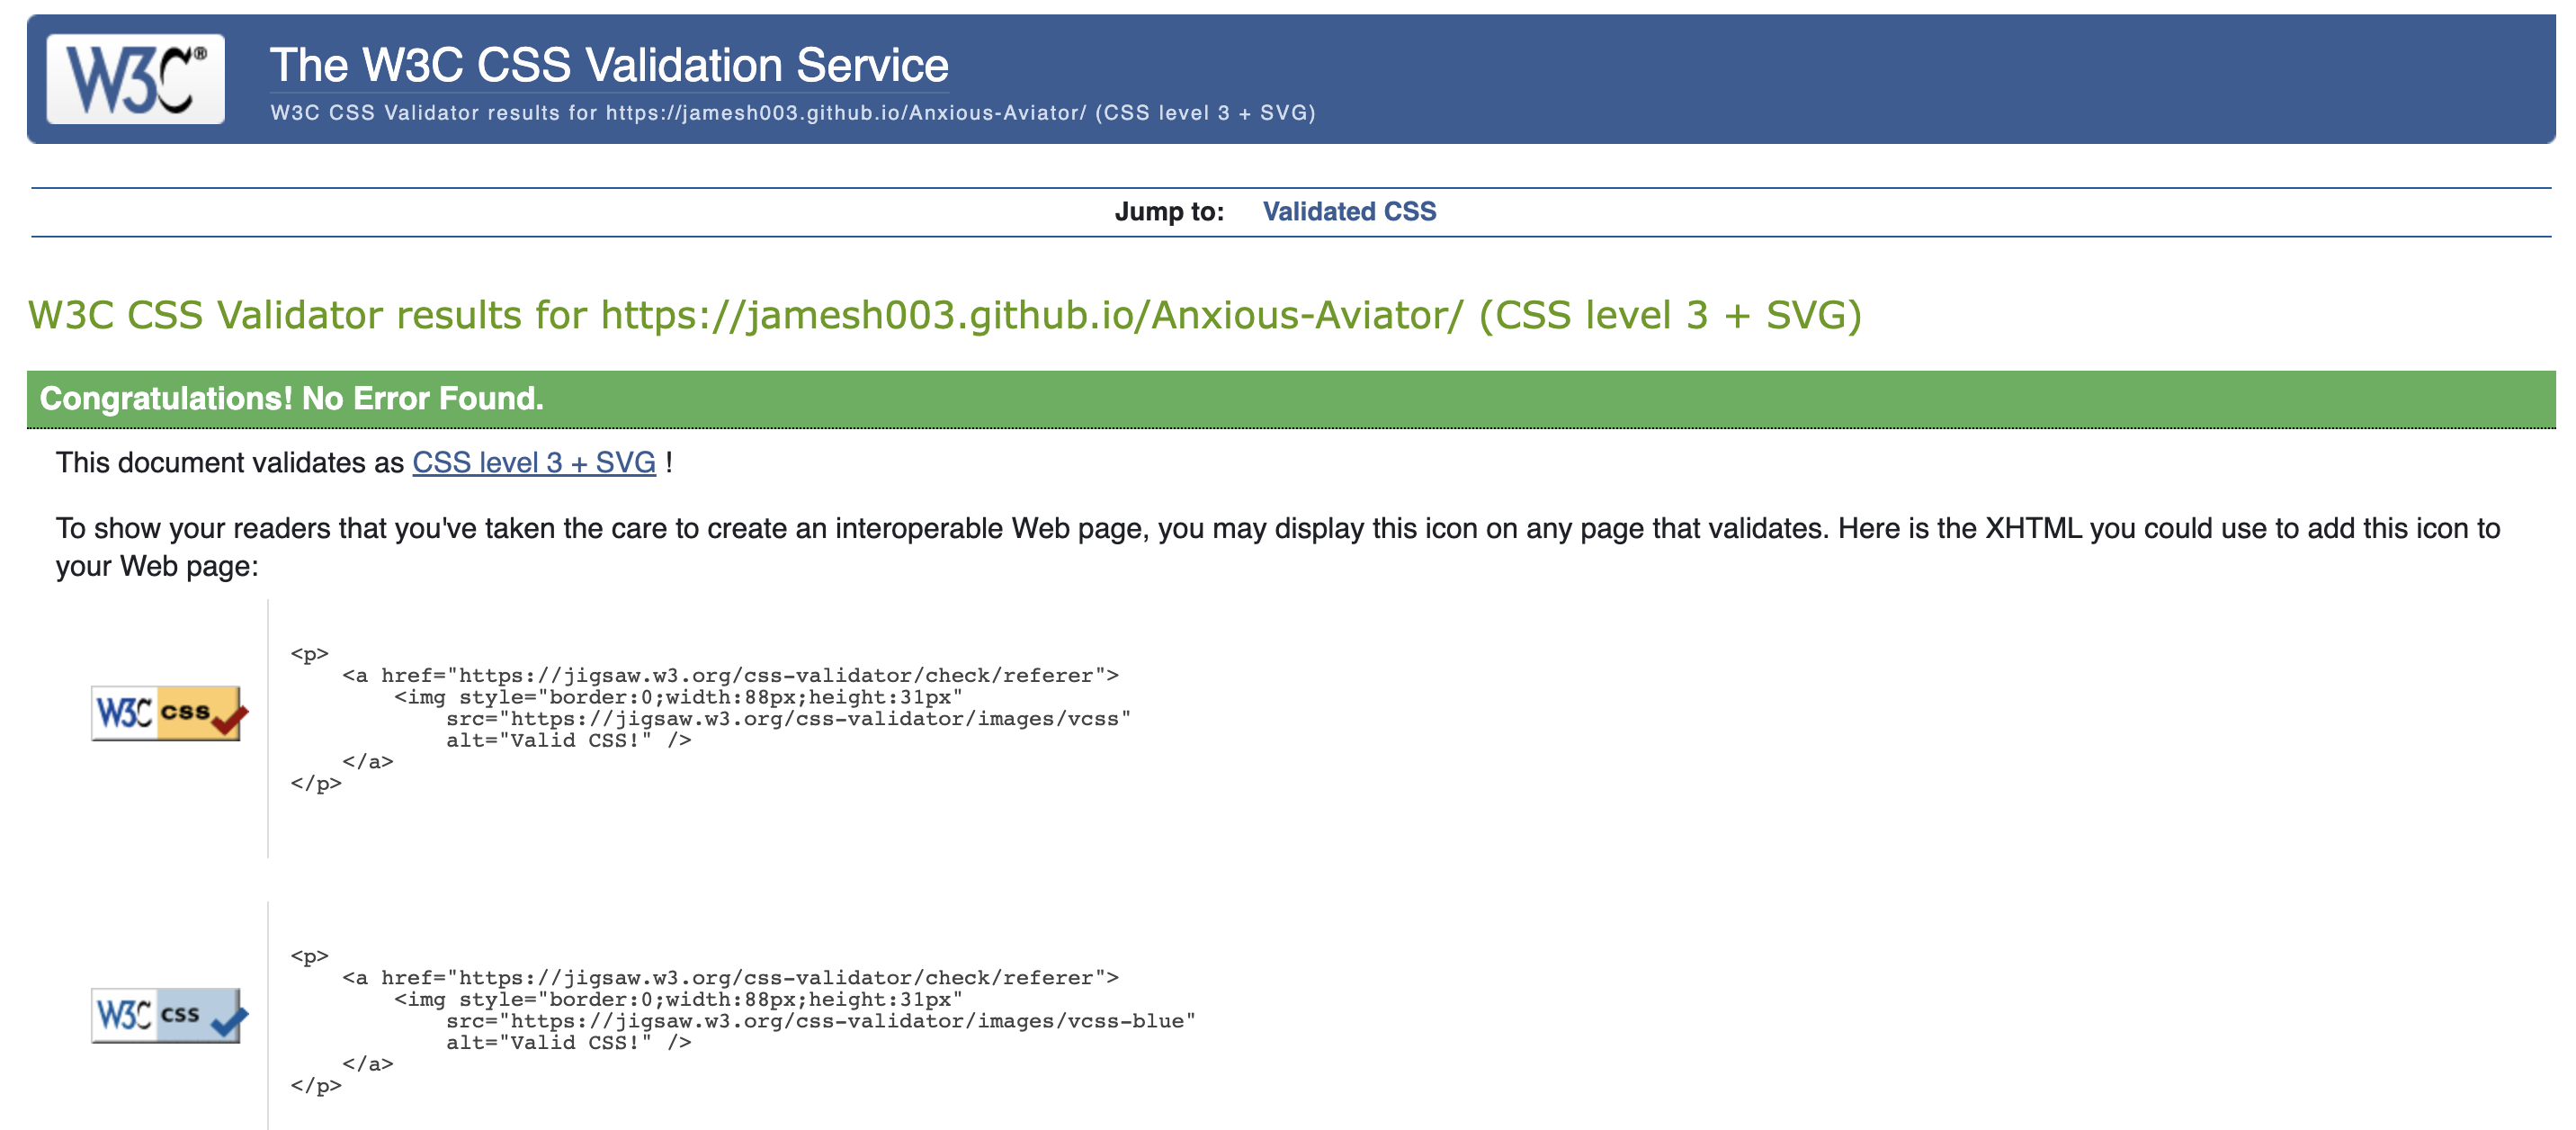 W3C®
The W3C CSS Validation Service
W3C CSS Validator results for https://jamesh003.github.io/Anxious-Aviator/ (CSS level 3 + SVG)
Jump to: Validated CSS
W3C CSS Validator results for https://jamesh003.github.io/Anxious-Aviator/ (CSS level 3 + SVG)
Congratulations! No Error Found.
This document validates as CSS level 3 + SVG !
To show your readers that you've taken the care to create an interoperable Web page, you may display this icon on any page that validates. Here is the XHTML you could use to add this icon to
your Web page:
W3C css
<p>
    <a href="https://jigsaw.w3.org/css-validator/check/referer">
        <img style="border:0;width:88px;height:31px"
            src="https://jigsaw.w3.org/css-validator/images/vcss"
            alt="Valid CSS!" />
    </a>
</p>
W3C css
<p>
    <a href="https://jigsaw.w3.org/css-validator/check/referer">
        <img style="border:0;width:88px;height:31px"
            src="https://jigsaw.w3.org/css-validator/images/vcss-blue"
            alt="Valid CSS!" />
    </a>
</p>